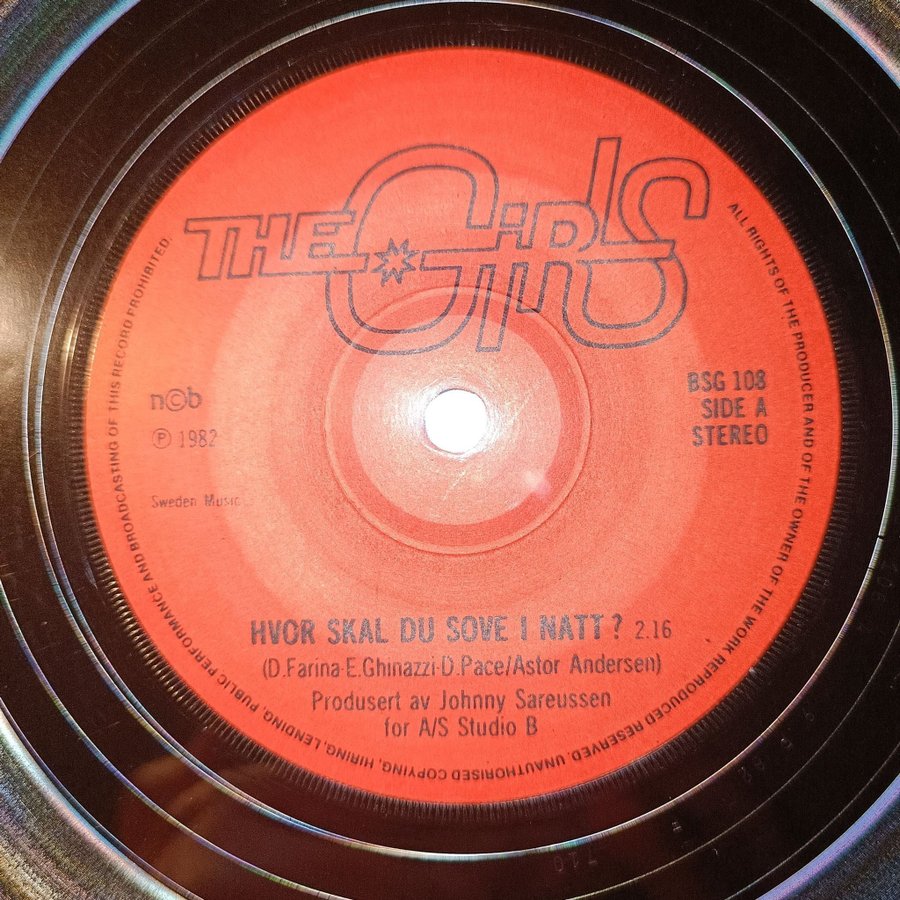 THE GIRLS
ALL RIGHTS OF THE PRODUCER AND OF THE OWNER OF THE WORK REPRODUCED RESERVED. UNAUTHORISED COPYING, HIRING, LENDING, PUBLIC PERFORMANCE AND BROADCASTING OF THIS RECORD PROHIBITED.
n©b
℗ 1982
Sweden Music
BSG 108
SIDE A
STEREO
HVOR SKAL DU SOVE I NATT? 2.16
(D.Farina-E.Ghinazzi-D.Pace/Astor Andersen)
Produsert av Johnny Sareussen
for A/S Studio B